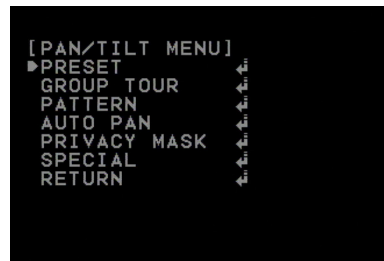 [PAN/TILT MENU]
PRESET
GROUP TOUR
PATTERN
AUTO PAN
PRIVACY MASK
SPECIAL
RETURN